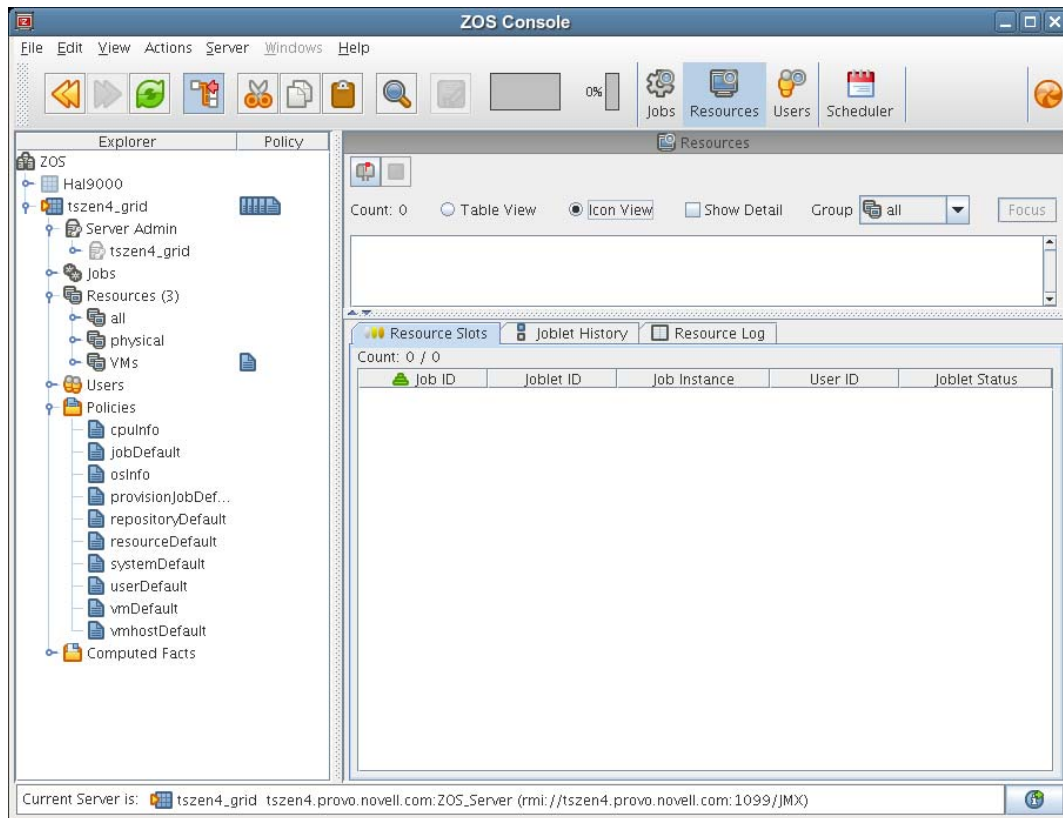 ZOS Console
File Edit View Actions Server Windows Help
0%
Jobs Resources Users Scheduler
Explorer Policy
ZOS
Hal9000
tszen4_grid
Server Admin
tszen4_grid
Jobs
Resources (3)
all
physical
VMs
Users
Policies
cpuInfo
jobDefault
osInfo
provisionJobDef...
repositoryDefault
resourceDefault
systemDefault
userDefault
vmDefault
vmhostDefault
Computed Facts
Resources
Count: 0 Table View Icon View Show Detail Group all Focus
Resource Slots Joblet History Resource Log
Count: 0 / 0
Job ID Joblet ID Job Instance User ID Joblet Status
Current Server is: tszen4_grid tszen4.provo.novell.com:ZOS_Server (rmi://tszen4.provo.novell.com:1099/JMX)